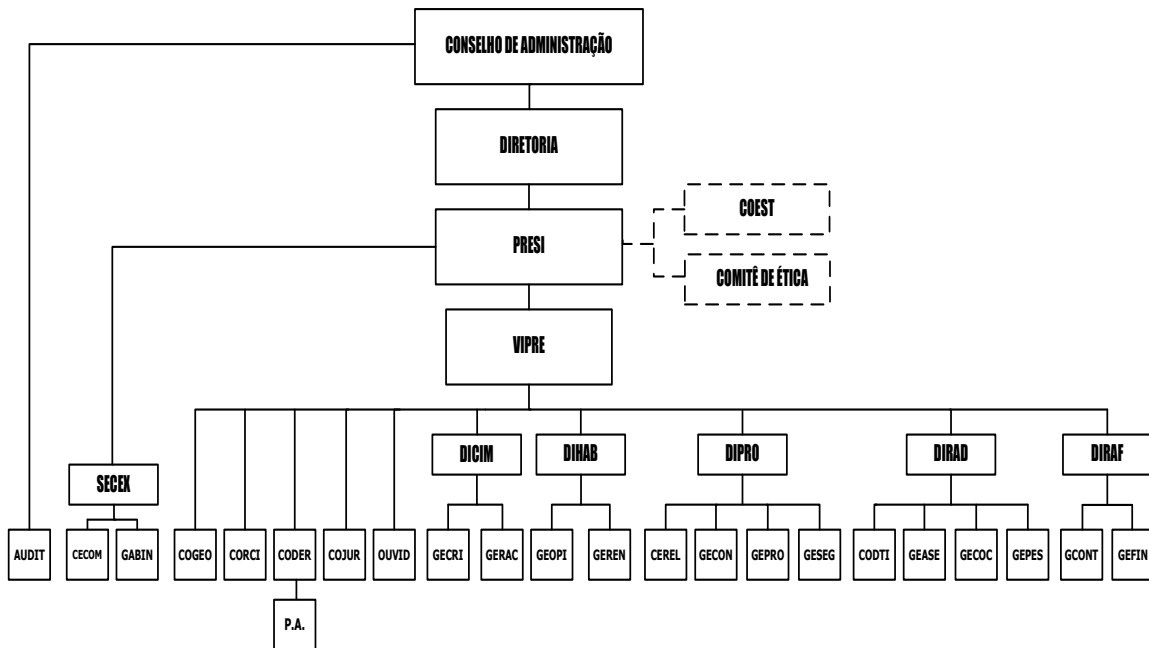 CONSELHO DE ADMINISTRAÇÃO
DIRETORIA
COEST
PRESI
COMITÊ DE ÉTICA
VIPRE
DICIM
DIHAB
DIPRO
DIRAD
DIRAF
SECEX
AUDIT
CECOM
GABIN
COGEO
CORCI
CODER
COJUR
OUVID
GECRI
GERAC
GEOPI
GEREN
CEREL
GECON
GEPRO
GESEG
CODTI
GEASE
GECOC
GEPES
GCONT
GEFIN
P.A.